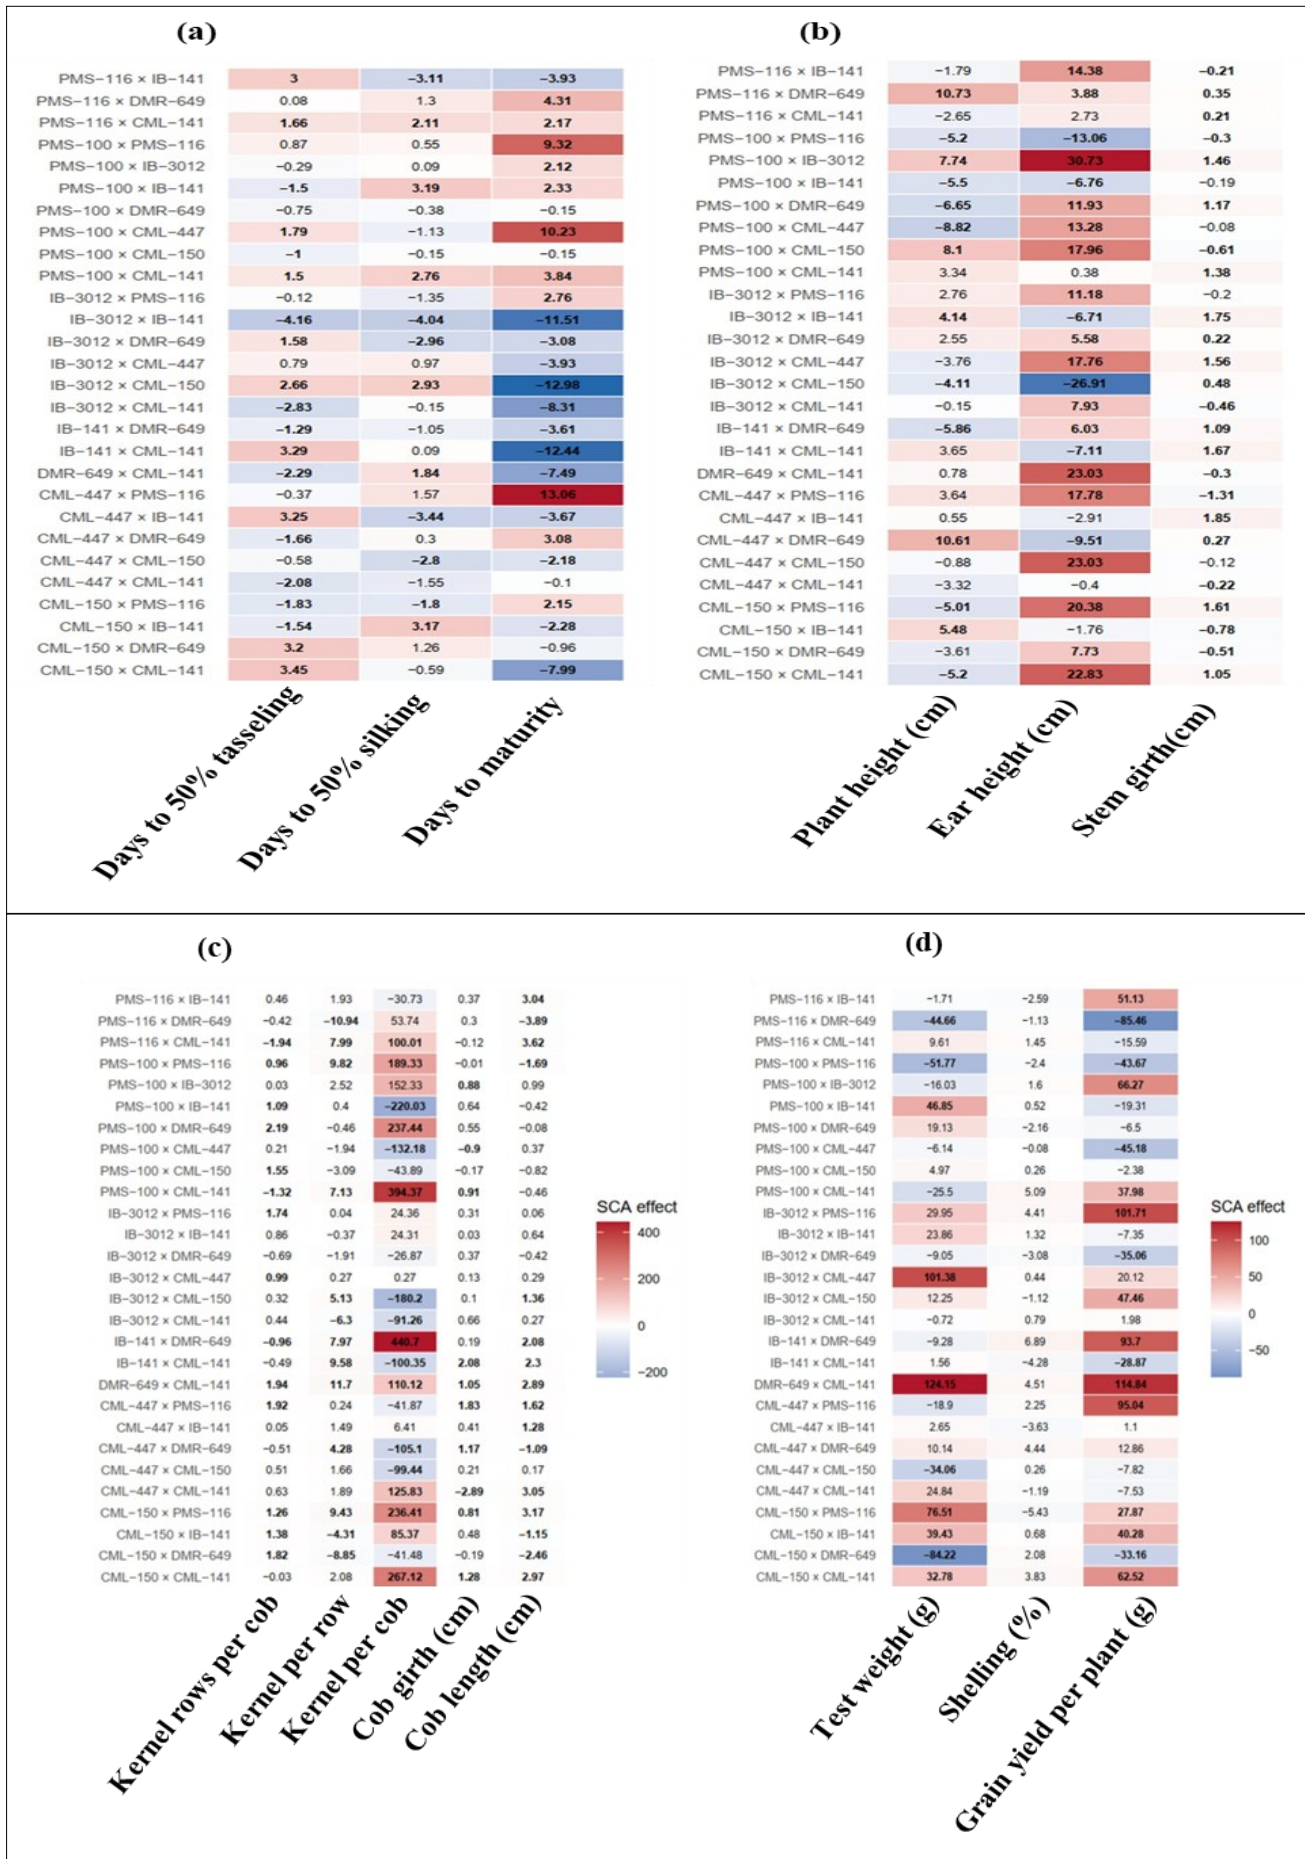 (a)
PMS−116 × IB−141 3 −3.11 −3.93
PMS−116 × DMR−649 0.08 1.3 4.31
PMS−116 × CML−141 1.66 2.11 2.17
PMS−100 × PMS−116 0.87 0.55 9.32
PMS−100 × IB−3012 −0.29 0.09 2.12
PMS−100 × IB−141 −1.5 3.19 2.33
PMS−100 × DMR−649 −0.75 −0.38 −0.15
PMS−100 × CML−447 1.79 −1.13 10.23
PMS−100 × CML−150 −1 −0.15 −0.15
PMS−100 × CML−141 1.5 2.76 3.84
IB−3012 × PMS−116 −0.12 −1.35 2.76
IB−3012 × IB−141 −4.16 −4.04 −11.51
IB−3012 × DMR−649 1.58 −2.96 −3.08
IB−3012 × CML−447 0.79 0.97 −3.93
IB−3012 × CML−150 2.66 2.93 −12.98
IB−3012 × CML−141 −2.83 −0.15 −8.31
IB−141 × DMR−649 −1.29 −1.05 −3.61
IB−141 × CML−141 3.29 0.09 −12.44
DMR−649 × CML−141 −2.29 1.84 −7.49
CML−447 × PMS−116 −0.37 1.57 13.06
CML−447 × IB−141 3.25 −3.44 −3.67
CML−447 × DMR−649 −1.66 0.3 3.08
CML−447 × CML−150 −0.58 −2.8 −2.18
CML−447 × CML−141 −2.08 −1.55 −0.1
CML−150 × PMS−116 −1.83 −1.8 2.15
CML−150 × IB−141 −1.54 3.17 −2.28
CML−150 × DMR−649 3.2 1.26 −0.96
CML−150 × CML−141 3.45 −0.59 −7.99
Days to 50% tasseling
Days to 50% silking
Days to maturity
(b)
PMS−116 × IB−141 −1.79 14.38 −0.21
PMS−116 × DMR−649 10.73 3.88 0.35
PMS−116 × CML−141 −2.65 2.73 0.21
PMS−100 × PMS−116 −5.2 −13.06 −0.3
PMS−100 × IB−3012 7.74 30.73 1.46
PMS−100 × IB−141 −5.5 −6.76 −0.19
PMS−100 × DMR−649 −6.65 11.93 1.17
PMS−100 × CML−447 −8.82 13.28 −0.08
PMS−100 × CML−150 8.1 17.96 −0.61
PMS−100 × CML−141 3.34 0.38 1.38
IB−3012 × PMS−116 2.76 11.18 −0.2
IB−3012 × IB−141 4.14 −6.71 1.75
IB−3012 × DMR−649 2.55 5.58 0.22
IB−3012 × CML−447 −3.76 17.76 1.56
IB−3012 × CML−150 −4.11 −26.91 0.48
IB−3012 × CML−141 −0.15 7.93 −0.46
IB−141 × DMR−649 −5.86 6.03 1.09
IB−141 × CML−141 3.65 −7.11 1.67
DMR−649 × CML−141 0.78 23.03 −0.3
CML−447 × PMS−116 3.64 17.78 −1.31
CML−447 × IB−141 0.55 −2.91 1.85
CML−447 × DMR−649 10.61 −9.51 0.27
CML−447 × CML−150 −0.88 23.03 −0.12
CML−447 × CML−141 −3.32 −0.4 −0.22
CML−150 × PMS−116 −5.01 20.38 1.61
CML−150 × IB−141 5.48 −1.76 −0.78
CML−150 × DMR−649 −3.61 7.73 −0.51
CML−150 × CML−141 −5.2 22.83 1.05
Plant height (cm)
Ear height (cm)
Stem girth(cm)
(c)
PMS−116 × IB−141 0.46 1.93 −30.73 0.37 3.04
PMS−116 × DMR−649 −0.42 −10.94 53.74 0.3 −3.89
PMS−116 × CML−141 −1.94 7.99 100.01 −0.12 3.62
PMS−100 × PMS−116 0.96 9.82 189.33 −0.01 −1.69
PMS−100 × IB−3012 0.03 2.52 152.33 0.88 0.99
PMS−100 × IB−141 1.09 0.4 −220.03 0.64 −0.42
PMS−100 × DMR−649 2.19 −0.46 237.44 0.55 −0.08
PMS−100 × CML−447 0.21 −1.94 −132.18 −0.9 0.37
PMS−100 × CML−150 1.55 −3.09 −43.89 −0.17 −0.82
PMS−100 × CML−141 −1.32 7.13 394.37 0.91 −0.46
IB−3012 × PMS−116 1.74 0.04 24.36 0.31 0.06
IB−3012 × IB−141 0.86 −0.37 24.31 0.03 0.64
IB−3012 × DMR−649 −0.69 −1.91 −26.87 0.37 −0.42
IB−3012 × CML−447 0.99 0.27 0.27 0.13 0.29
IB−3012 × CML−150 0.32 5.13 −180.2 0.1 1.36
IB−3012 × CML−141 0.44 −6.3 −91.26 0.66 0.27
IB−141 × DMR−649 −0.96 7.97 440.7 0.19 2.08
IB−141 × CML−141 −0.49 9.58 −100.35 2.08 2.3
DMR−649 × CML−141 1.94 11.7 110.12 1.05 2.89
CML−447 × PMS−116 1.92 0.24 −41.87 1.83 1.62
CML−447 × IB−141 0.05 1.49 6.41 0.41 1.28
CML−447 × DMR−649 −0.51 4.28 −105.1 1.17 −1.09
CML−447 × CML−150 0.51 1.66 −99.44 0.21 0.17
CML−447 × CML−141 0.63 1.89 125.83 −2.89 3.05
CML−150 × PMS−116 1.26 9.43 236.41 0.81 3.17
CML−150 × IB−141 1.38 −4.31 85.37 0.48 −1.15
CML−150 × DMR−649 1.82 −8.85 −41.48 −0.19 −2.46
CML−150 × CML−141 −0.03 2.08 267.12 1.28 2.97
Kernel rows per cob
Kernel per row
Kernel per cob
Cob girth (cm)
Cob length (cm)
SCA effect
400
200
0
−200
(d)
PMS−116 × IB−141 −1.71 −2.59 51.13
PMS−116 × DMR−649 −44.66 −1.13 −85.46
PMS−116 × CML−141 9.61 1.45 −15.59
PMS−100 × PMS−116 −51.77 −2.4 −43.67
PMS−100 × IB−3012 −16.03 1.6 66.27
PMS−100 × IB−141 46.85 0.52 −19.31
PMS−100 × DMR−649 19.13 −2.16 −6.5
PMS−100 × CML−447 −6.14 −0.08 −45.18
PMS−100 × CML−150 4.97 0.26 −2.38
PMS−100 × CML−141 −25.5 5.09 37.98
IB−3012 × PMS−116 29.95 4.41 101.71
IB−3012 × IB−141 23.86 1.32 −7.35
IB−3012 × DMR−649 −9.05 −3.08 −35.06
IB−3012 × CML−447 101.38 0.44 20.12
IB−3012 × CML−150 12.25 −1.12 47.46
IB−3012 × CML−141 −0.72 0.79 1.98
IB−141 × DMR−649 −9.28 6.89 93.7
IB−141 × CML−141 1.56 −4.28 −28.87
DMR−649 × CML−141 124.15 4.51 114.84
CML−447 × PMS−116 −18.9 2.25 95.04
CML−447 × IB−141 2.65 −3.63 1.1
CML−447 × DMR−649 10.14 4.44 12.86
CML−447 × CML−150 −34.06 0.26 −7.82
CML−447 × CML−141 24.84 −1.19 −7.53
CML−150 × PMS−116 76.51 −5.43 27.87
CML−150 × IB−141 39.43 0.68 40.28
CML−150 × DMR−649 −84.22 2.08 −33.16
CML−150 × CML−141 32.78 3.83 62.52
Test weight (g)
Shelling (%)
Grain yield per plant (g)
SCA effect
100
50
0
−50